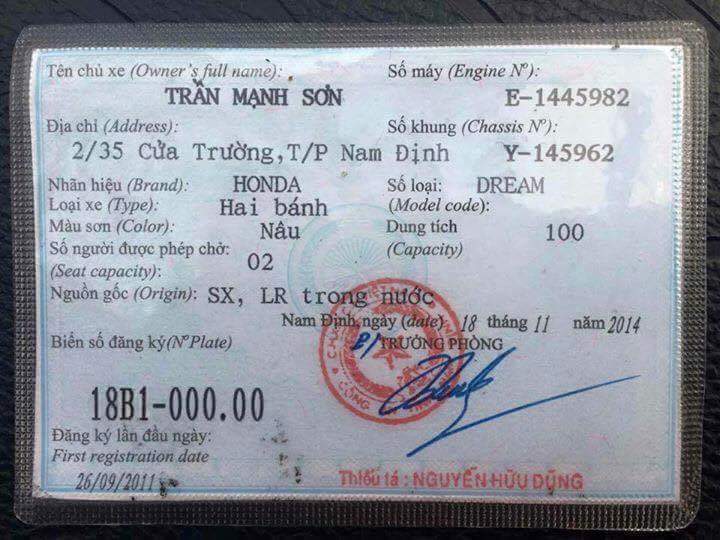 Tên chủ xe (Owner's full name):
TRẦN MẠNH SƠN
Số máy (Engine N°):
E-1445982
Địa chỉ (Address):
2/35 Cửa Trường,T/P Nam Định
Số khung (Chassis N°):
Y-145962
Nhãn hiệu (Brand): HONDA
Số loại: DREAM
(Model code):
Loại xe (Type): Hai bánh
Màu sơn (Color): Nâu
Dung tích 100
(Capacity)
Số người được phép chở:
(Seat capacity): 02
Nguồn gốc (Origin): SX, LR trong nước
Nam Định, ngày (date) 18 tháng 11 năm 2014
Biển số đăng ký(N°Plate)
TRƯỞNG PHÒNG
18B1-000.00
Đăng ký lần đầu ngày:
First registration date
26/09/2011
Thiếu tá : NGUYỄN HỮU DŨNG